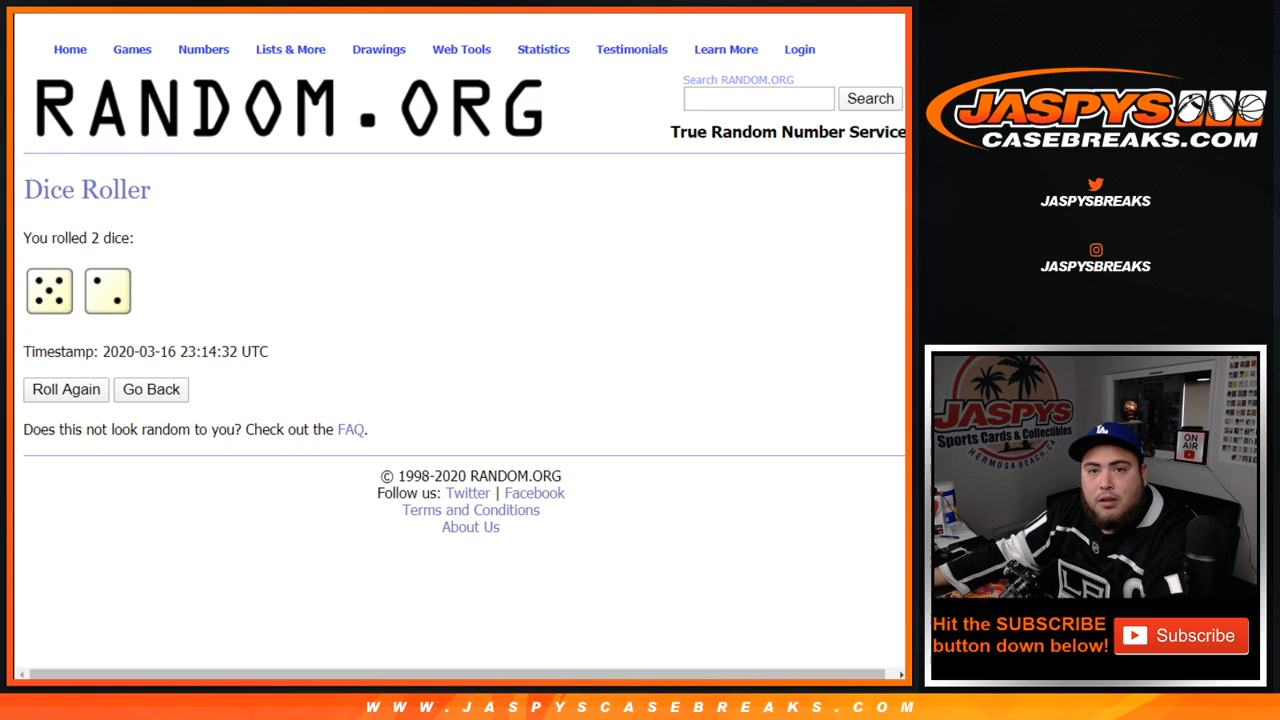 Home Games Numbers Lists & More Drawings Web Tools Statistics Testimonials Learn More Login
RANDOM.ORG
Search RANDOM.ORG
Search
True Random Number Service
Dice Roller
You rolled 2 dice:
Timestamp: 2020-03-16 23:14:32 UTC
Roll Again Go Back
Does this not look random to you? Check out the FAQ.
© 1998-2020 RANDOM.ORG
Follow us: Twitter | Facebook
Terms and Conditions
About Us
JASPYS
CASEBREAKS.COM
JASPYSBREAKS
JASPYSBREAKS
JASPYS
Sports Cards & Collectibles
HERMOSA BEACH, CA
ON
AIR
LA
LA
Hit the SUBSCRIBE
button down below!
Subscribe
WWW.JASPYSCASEBREAKS.COM